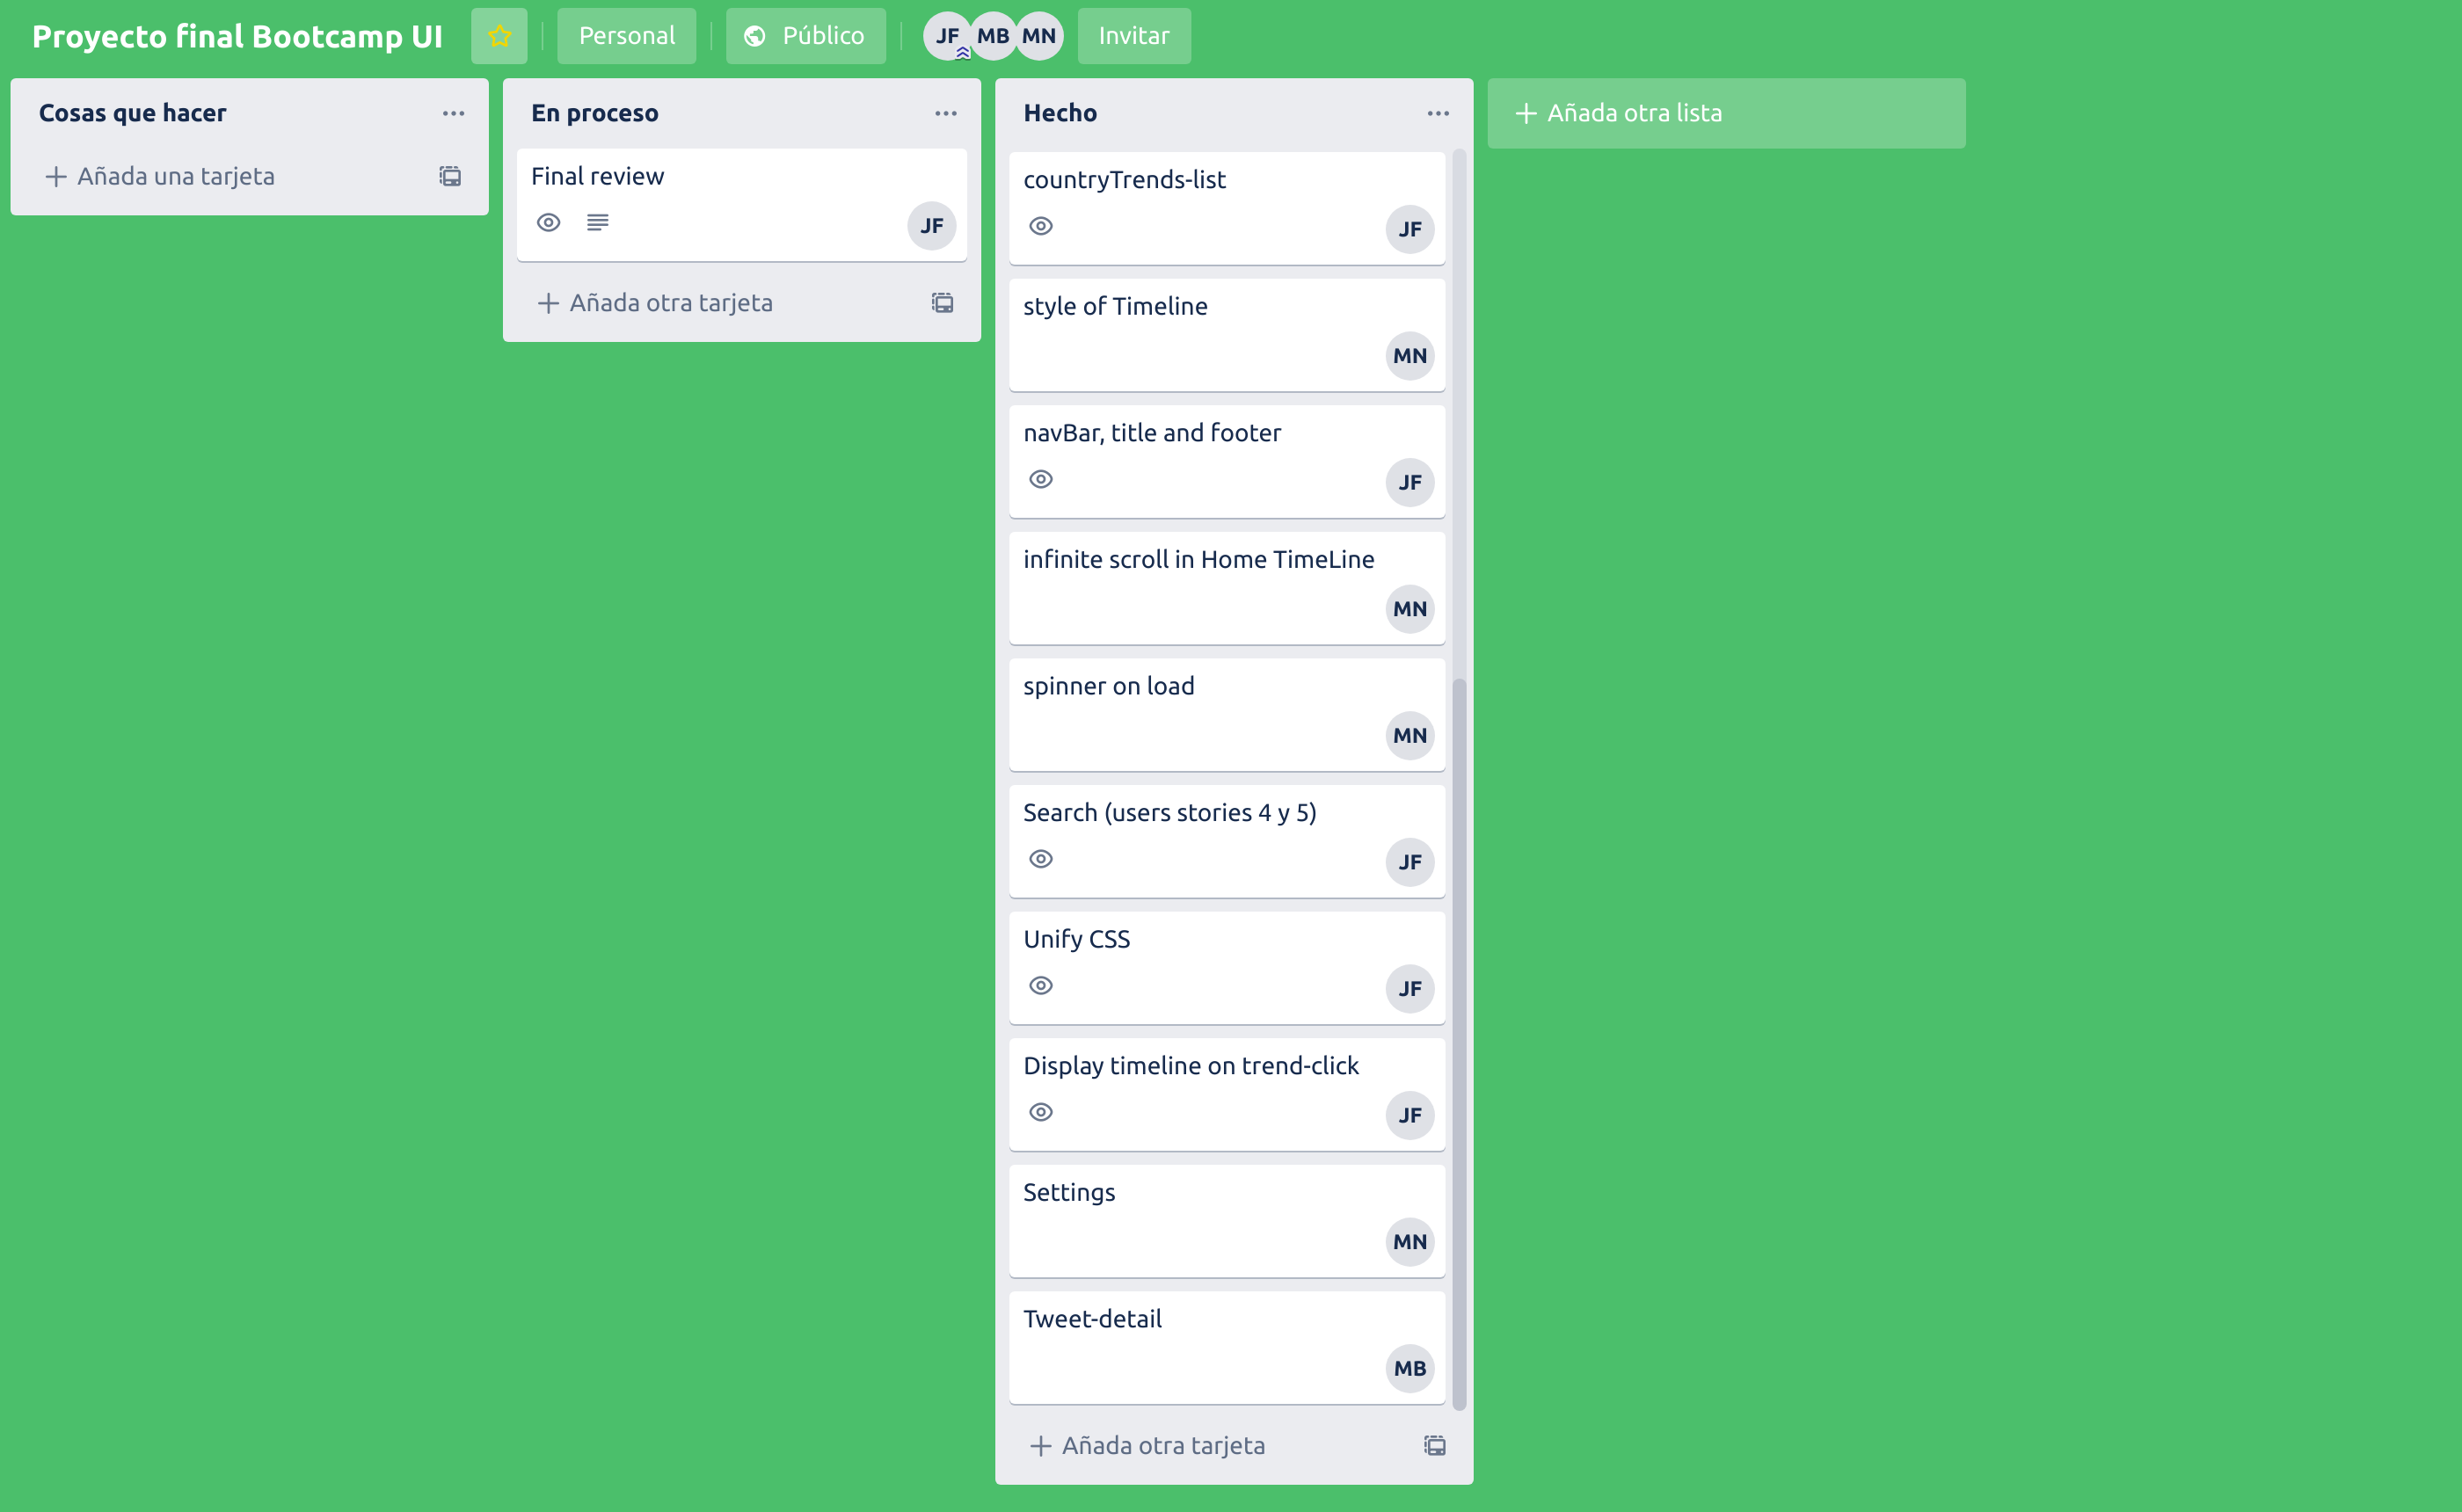 Proyecto final Bootcamp UI
Personal
Público
JF
MB
MN
Invitar
Cosas que hacer
Añada una tarjeta
En proceso
Final review
JF
Añada otra tarjeta
Hecho
countryTrends-list
JF
style of Timeline
MN
navBar, title and footer
JF
infinite scroll in Home TimeLine
MN
spinner on load
MN
Search (users stories 4 y 5)
JF
Unify CSS
JF
Display timeline on trend-click
JF
Settings
MN
Tweet-detail
MB
Añada otra tarjeta
Añada otra lista